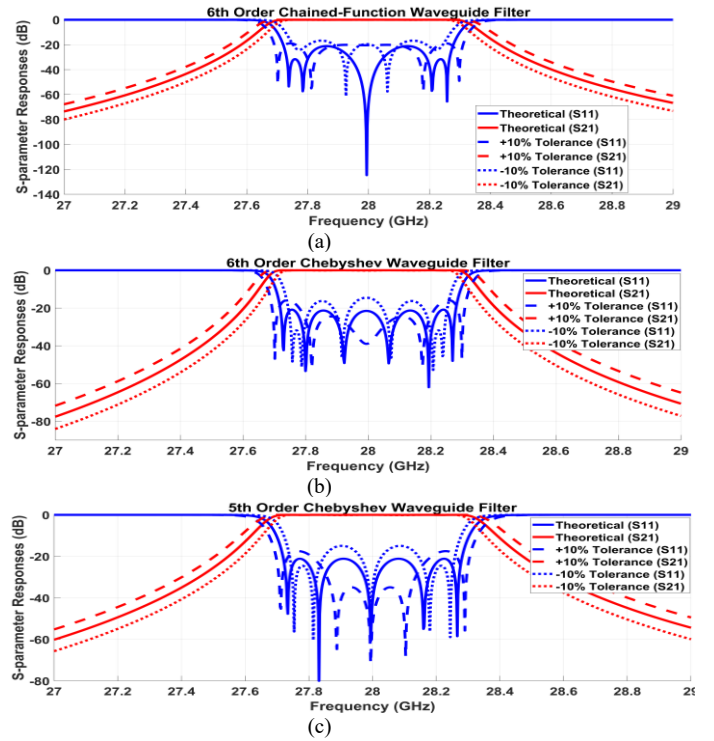 6th Order Chained-Function Waveguide Filter
S-parameter Responses (dB)
0
-20
-40
-60
-80
-100
-120
-140
Theoretical (S11)
Theoretical (S21)
+10% Tolerance (S11)
+10% Tolerance (S21)
-10% Tolerance (S11)
-10% Tolerance (S21)
27 27.2 27.4 27.6 27.8 28 28.2 28.4 28.6 28.8 29
Frequency (GHz)
(a)
6th Order Chebyshev Waveguide Filter
S-parameter Responses (dB)
0
-20
-40
-60
-80
Theoretical (S11)
Theoretical (S21)
+10% Tolerance (S11)
+10% Tolerance (S21)
-10% Tolerance (S11)
-10% Tolerance (S21)
27 27.2 27.4 27.6 27.8 28 28.2 28.4 28.6 28.8 29
Frequency (GHz)
(b)
5th Order Chebyshev Waveguide Filter
S-parameter Responses (dB)
0
-20
-40
-60
-80
Theoretical (S11)
Theoretical (S21)
+10% Tolerance (S11)
+10% Tolerance (S21)
-10% Tolerance (S11)
-10% Tolerance (S21)
27 27.2 27.4 27.6 27.8 28 28.2 28.4 28.6 28.8 29
Frequency (GHz)
(c)